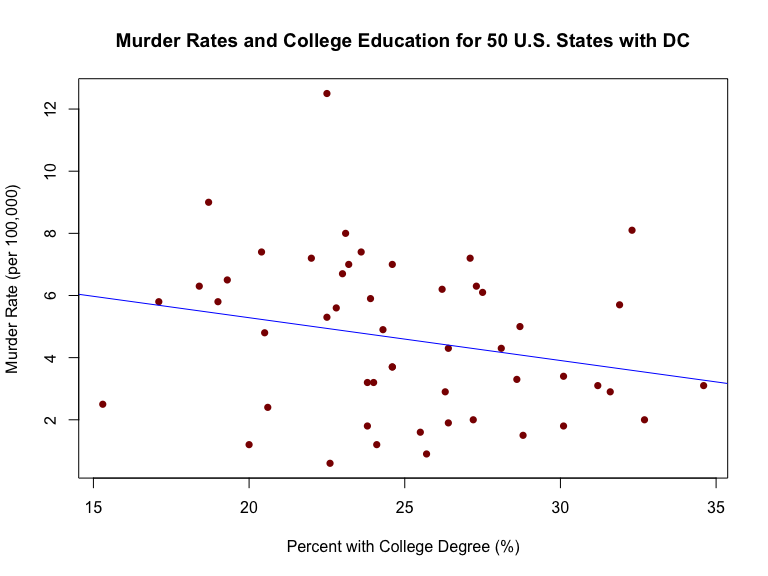 Murder Rates and College Education for 50 U.S. States with DC
Murder Rate (per 100,000)
12
10
8
6
4
2
15 20 25 30 35
Percent with College Degree (%)